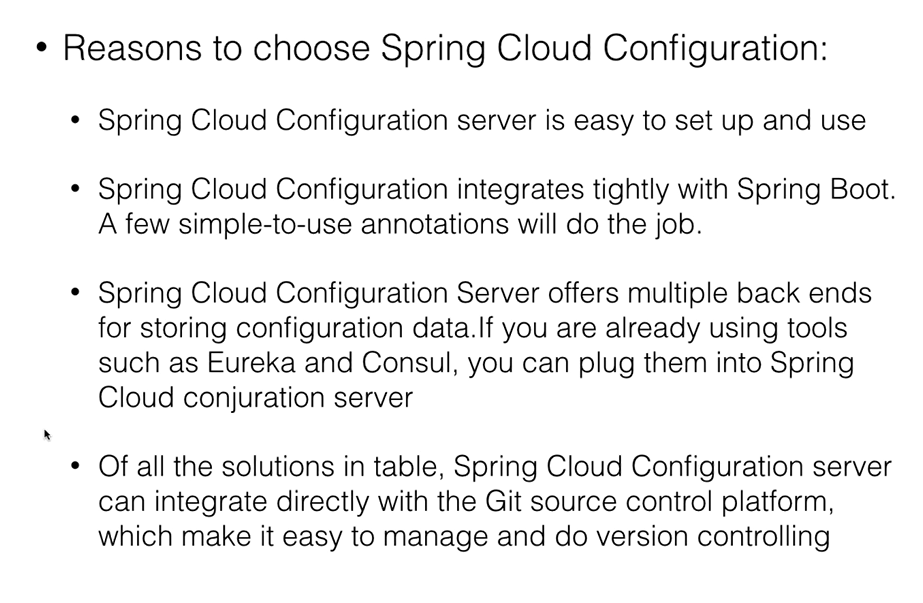 • Reasons to choose Spring Cloud Configuration:
• Spring Cloud Configuration server is easy to set up and use
• Spring Cloud Configuration integrates tightly with Spring Boot.
A few simple-to-use annotations will do the job.
• Spring Cloud Configuration Server offers multiple back ends
for storing configuration data.If you are already using tools
such as Eureka and Consul, you can plug them into Spring
Cloud conjuration server
• Of all the solutions in table, Spring Cloud Configuration server
can integrate directly with the Git source control platform,
which make it easy to manage and do version controlling